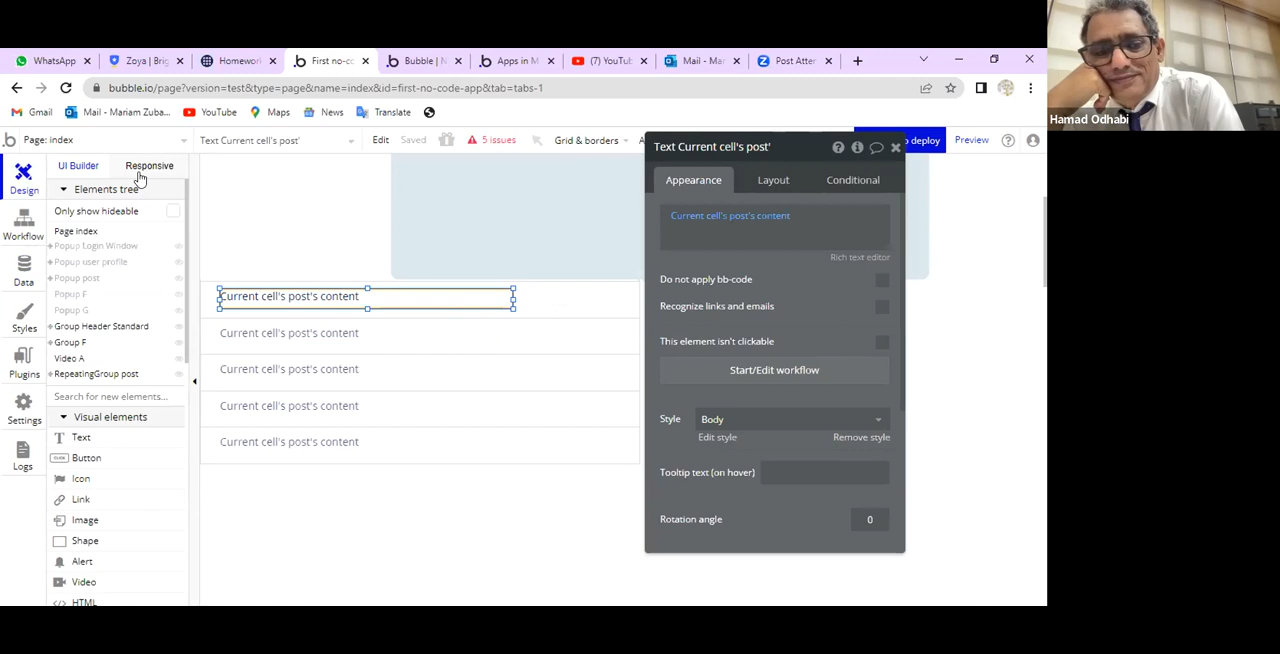 WhatsApp
Zoya | Brig
Homework
First no-co
Bubble | N
Apps in M
(7) YouTub
Mail - Mar
Post Atten
bubble.io/page?version=test&type=page&name=index&id=first-no-code-app&tab=tabs-1
Gmail
Mail - Mariam Zuba...
YouTube
Maps
News
Translate
Page: index
Text Current cell's post'
Edit
Saved
5 issues
Grid & borders
A
o deploy
Preview
Design
Workflow
Data
Styles
Plugins
Settings
Logs
UI Builder
Responsive
Elements tree
Only show hideable
Page index
Popup Login Window
Popup user profile
Popup post
Popup F
Popup G
Group Header Standard
Group F
Video A
RepeatingGroup post
Search for new elements...
Visual elements
Text
CLICK
Button
Icon
Link
Image
Shape
Alert
Video
HTML
Current cell's post's content
Current cell's post's content
Current cell's post's content
Current cell's post's content
Current cell's post's content
Text Current cell's post'
Appearance
Layout
Conditional
Current cell's post's content
Rich text editor
Do not apply bb-code
Recognize links and emails
This element isn't clickable
Start/Edit workflow
Style
Body
Edit style
Remove style
Tooltip text (on hover)
Rotation angle
0
Hamad Odhabi